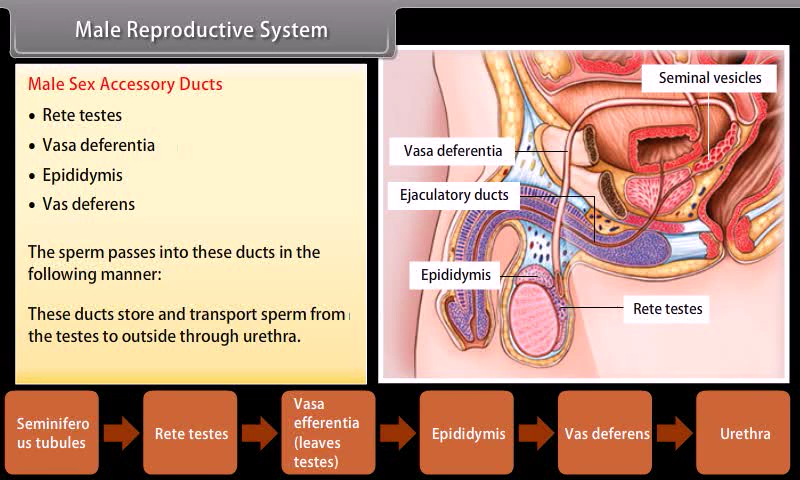 Male Reproductive System
Male Sex Accessory Ducts
• Rete testes
• Vasa deferentia
• Epididymis
• Vas deferens
The sperm passes into these ducts in the
following manner:
These ducts store and transport sperm from
the testes to outside through urethra.
Seminal vesicles
Vasa deferentia
Ejaculatory ducts
Epididymis
Rete testes
Seminifero
us tubules
Rete testes
Vasa
efferentia
(leaves
testes)
Epididymis
Vas deferens
Urethra